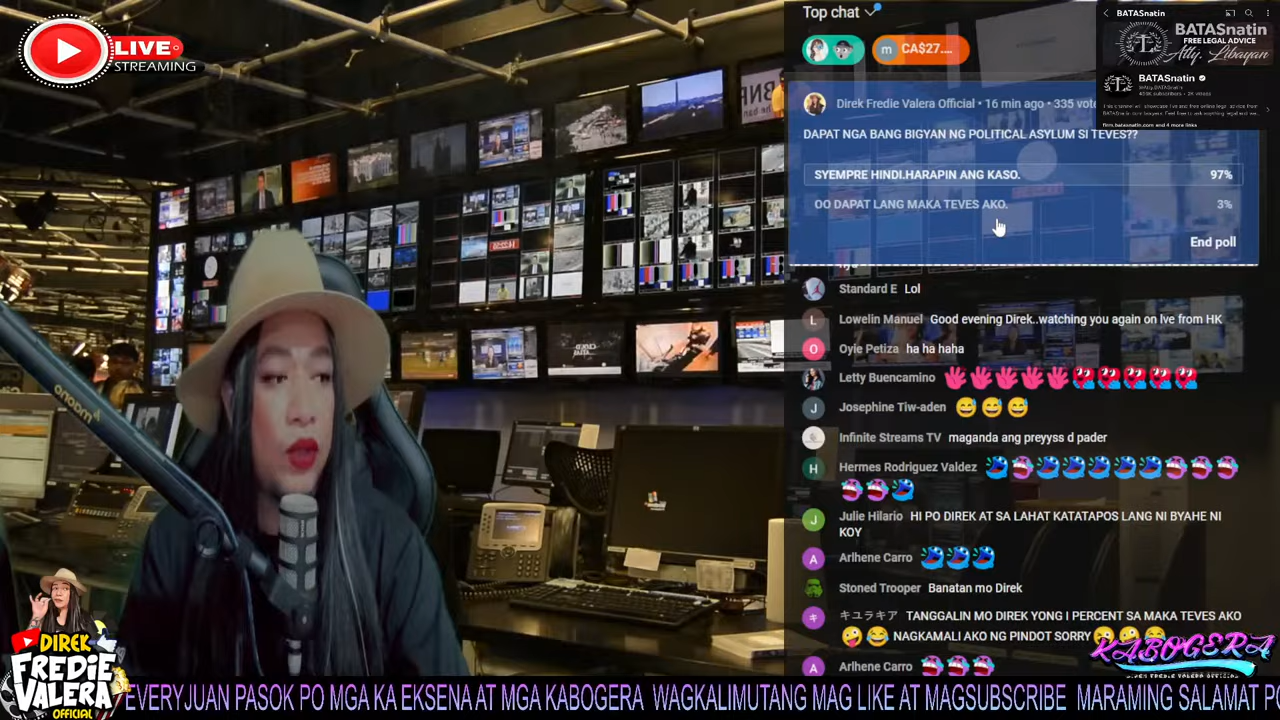 LIVE
STREAMING
Top chat
CA$27....
BATASnatin
BATASnatin
FREE LEGAL ADVICE
Atty. Libayan
BATASnatin
Direk Fredie Valera Official • 16 min ago • 335 vote
DAPAT NGA BANG BIGYAN NG POLITICAL ASYLUM SI TEVES??
SYEMPRE HINDI.HARAPIN ANG KASO. 97%
OO DAPAT LANG MAKA TEVES AKO. 3%
End poll
Standard E Lol
Lowelin Manuel Good evening Direk..watching you again on lve from HK
Oyie Petiza ha ha haha
Letty Buencamino
Josephine Tiw-aden
Infinite Streams TV maganda ang preyyss d pader
Hermes Rodriguez Valdez
Julie Hilario HI PO DIREK AT SA LAHAT KATATAPOS LANG NI BYAHE NI
KOY
Arlhene Carro
Stoned Trooper Banatan mo Direk
キユラキア TANGGALIN MO DIREK YONG I PERCENT SA MAKA TEVES AKO
NAGKAMALI AKO NG PINDOT SORRY
Arlhene Carro
KABOGERA
maono
DIREK
FREDIE
VALERA
OFFICIAL
EVERYJUAN PASOK PO MGA KA EKSENA AT MGA KABOGERA WAGKALIMUTANG MAG LIKE AT MAGSUBSCRIBE MARAMING SALAMAT PO